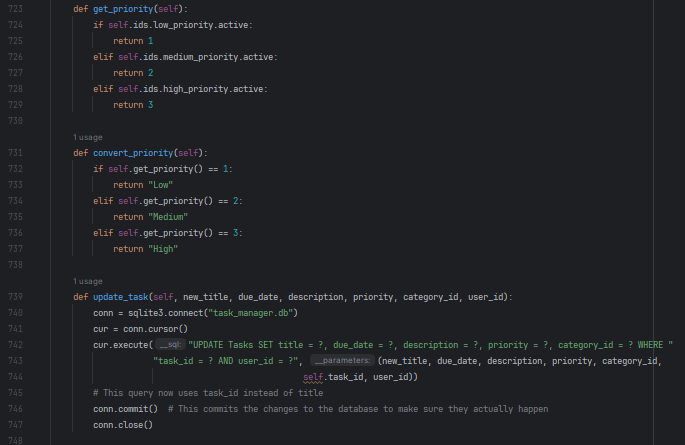 723 def get_priority(self):
724 if self.ids.low_priority.active:
725 return 1
726 elif self.ids.medium_priority.active:
727 return 2
728 elif self.ids.high_priority.active:
729 return 3
730
1 usage
731 def convert_priority(self):
732 if self.get_priority() == 1:
733 return "Low"
734 elif self.get_priority() == 2:
735 return "Medium"
736 elif self.get_priority() == 3:
737 return "High"
738
1 usage
739 def update_task(self, new_title, due_date, description, priority, category_id, user_id):
740 conn = sqlite3.connect("task_manager.db")
741 cur = conn.cursor()
742 cur.execute( __sql: "UPDATE Tasks SET title = ?, due_date = ?, description = ?, priority = ?, category_id = ? WHERE "
743 "task_id = ? AND user_id = ?", __parameters: (new_title, due_date, description, priority, category_id,
744 self.task_id, user_id))
745 # This query now uses task_id instead of title
746 conn.commit() # This commits the changes to the database to make sure they actually happen
747 conn.close()
748